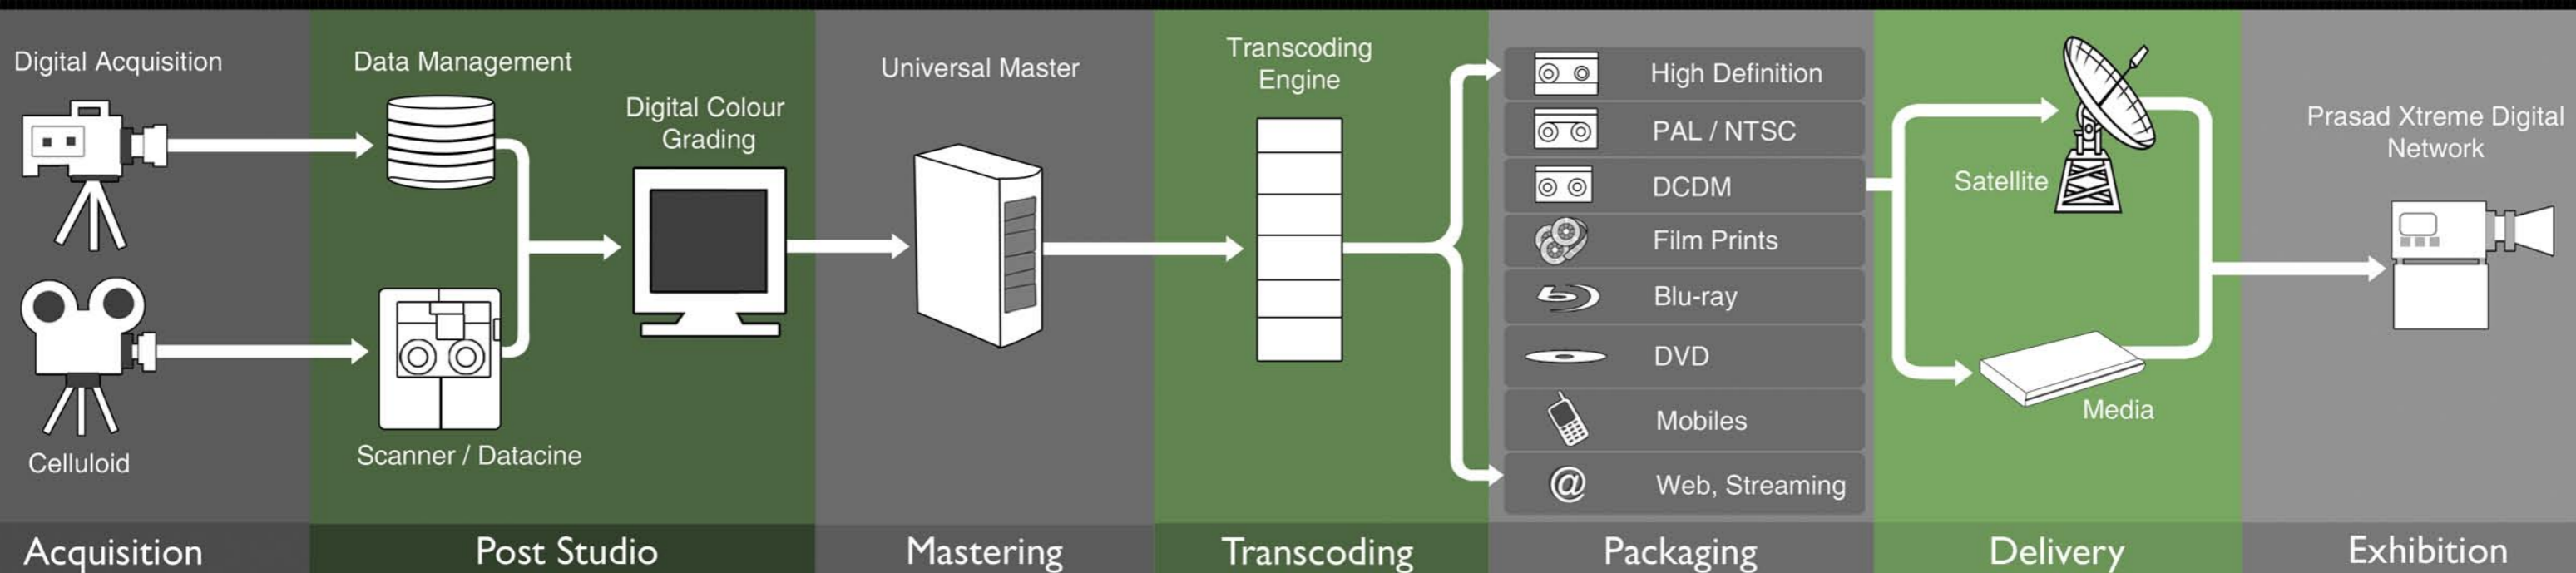 Digital Acquisition
Celluloid
Acquisition
Data Management
Digital Colour
Grading
Scanner / Datacine
Post Studio
Universal Master
Mastering
Transcoding
Engine
Transcoding
High Definition
PAL / NTSC
DCDM
Film Prints
Blu-ray
DVD
Mobiles
@ Web, Streaming
Packaging
Satellite
Media
Delivery
Prasad Xtreme Digital
Network
Exhibition